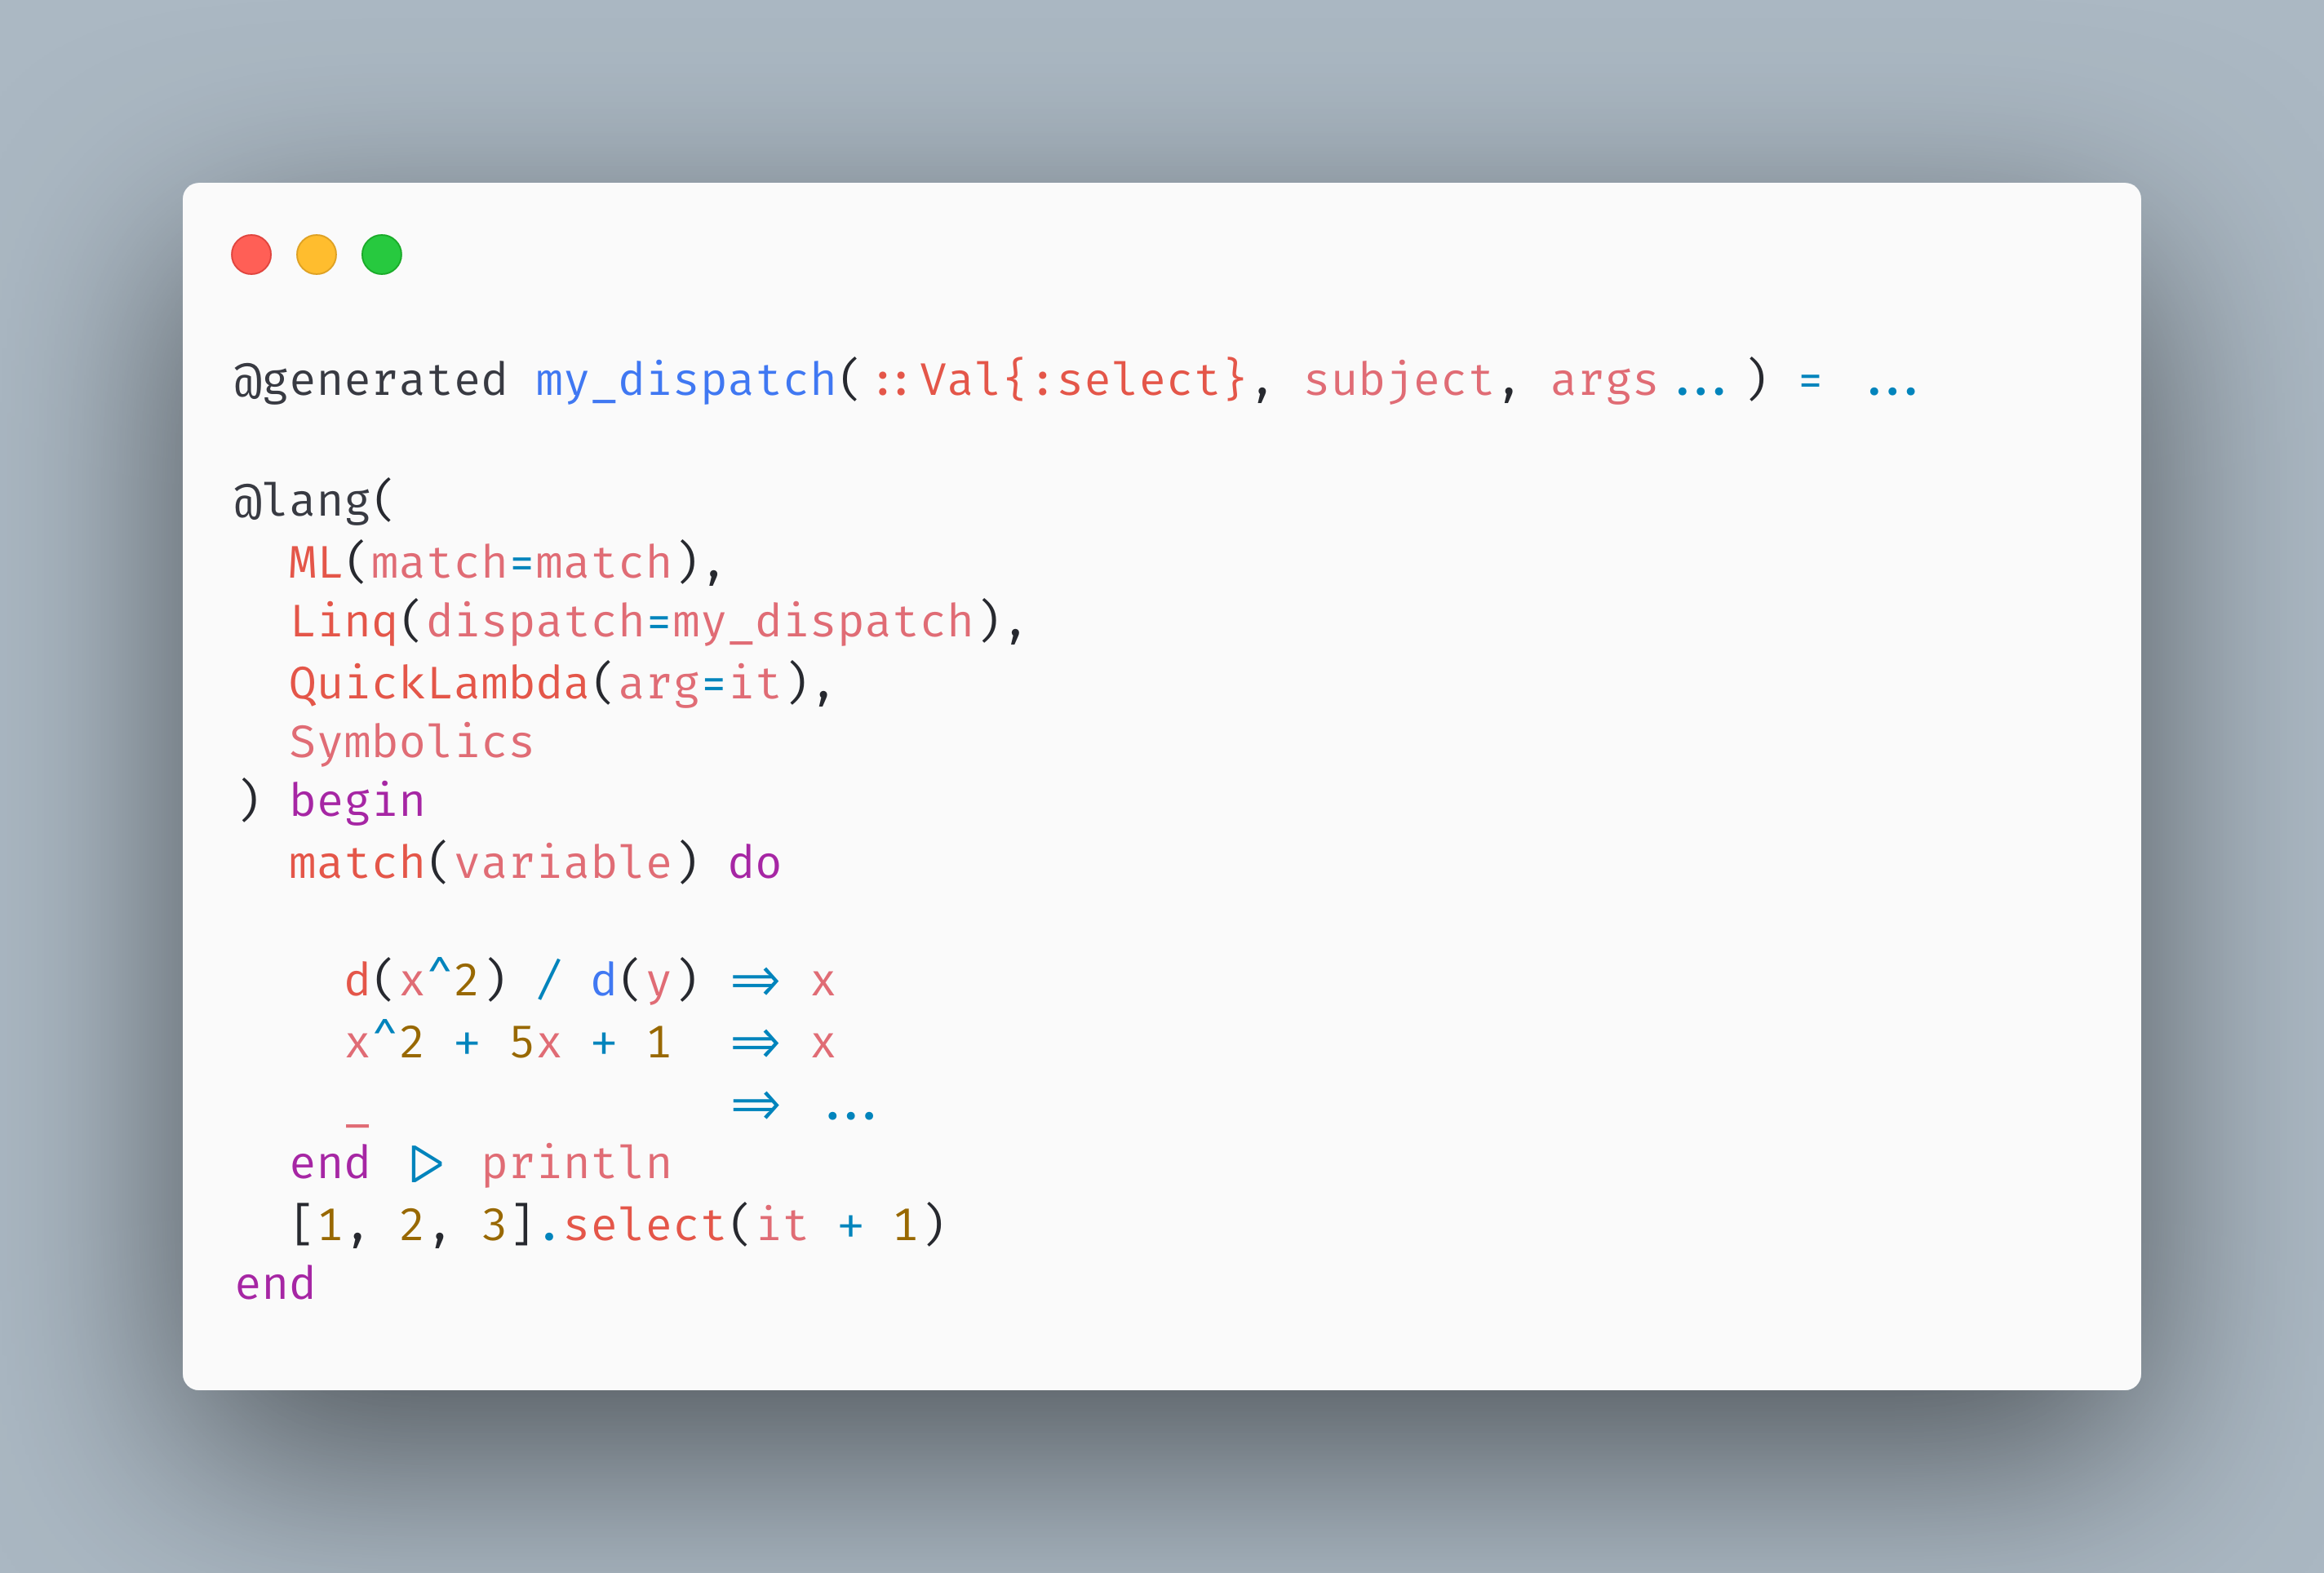 @generated my_dispatch(::Val{:select}, subject, args...) = ...
@lang(
  ML(match=match),
  Linq(dispatch=my_dispatch),
  QuickLambda(arg=it),
  Symbolics
) begin
  match(variable) do
    d(x^2) / d(y) => x
    x^2 + 5x + 1  => x
    _             => ...
  end |> println
  [1, 2, 3].select(it + 1)
end